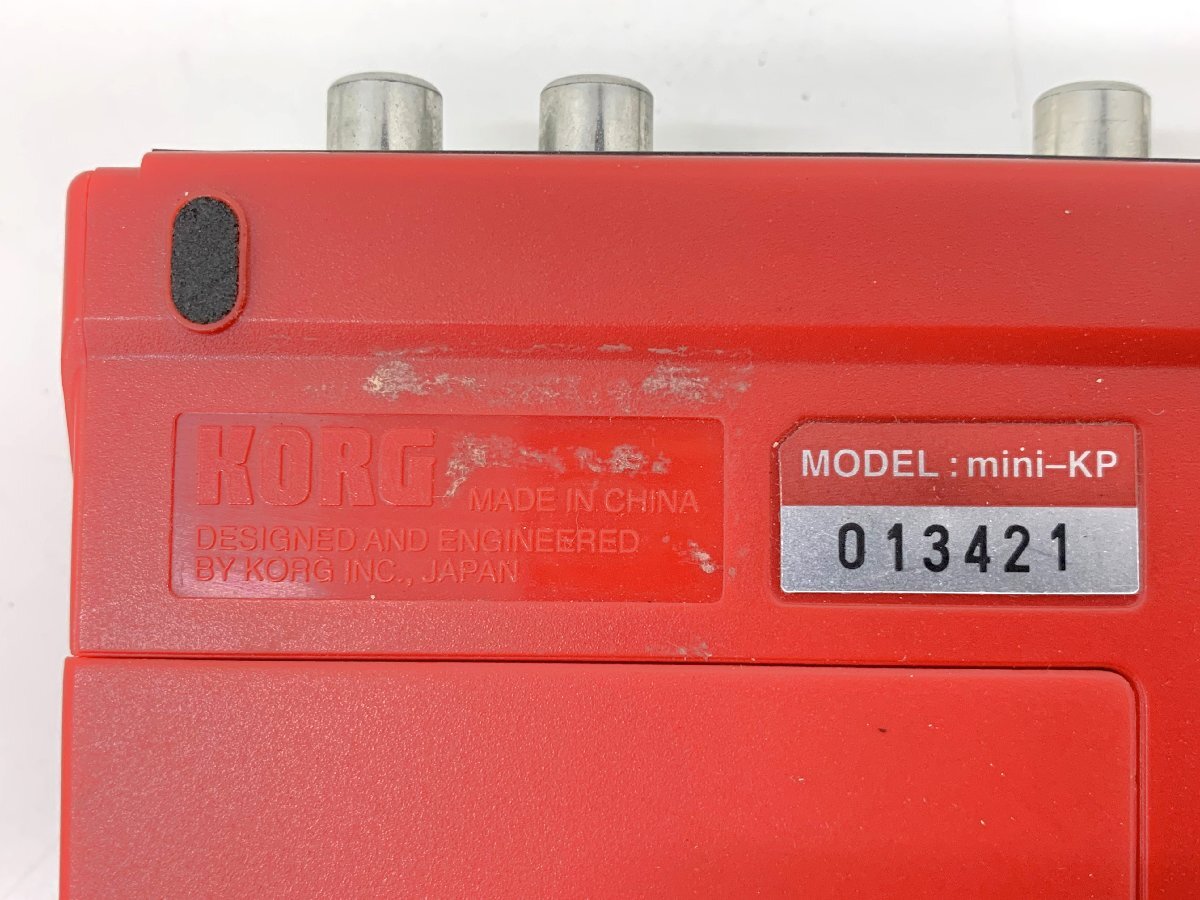 KORG
MADE IN CHINA
DESIGNED AND ENGINEERED
BY KORG INC., JAPAN
MODEL : mini-KP
013421